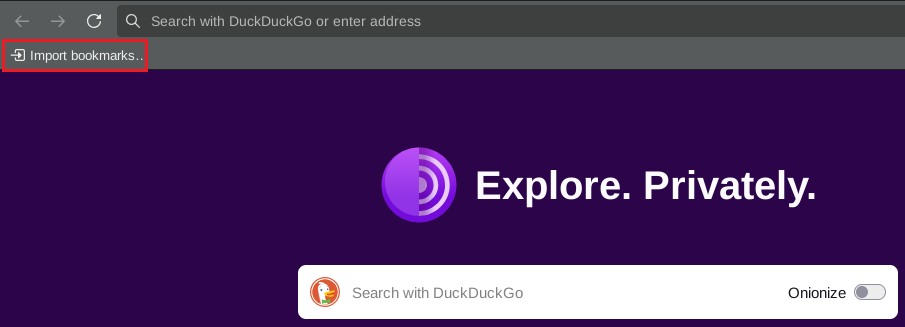 Search with DuckDuckGo or enter address
Import bookmarks..
Explore. Privately.
Search with DuckDuckGo Onionize